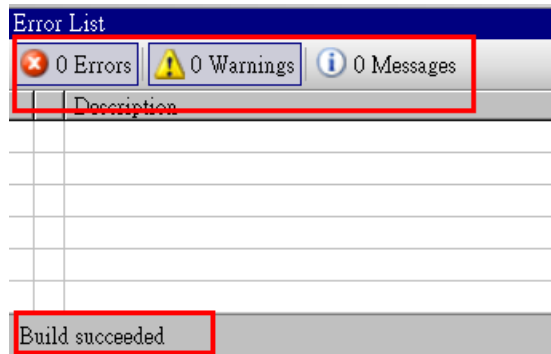 Error List
0 Errors 0 Warnings 0 Messages
Description
Build succeeded